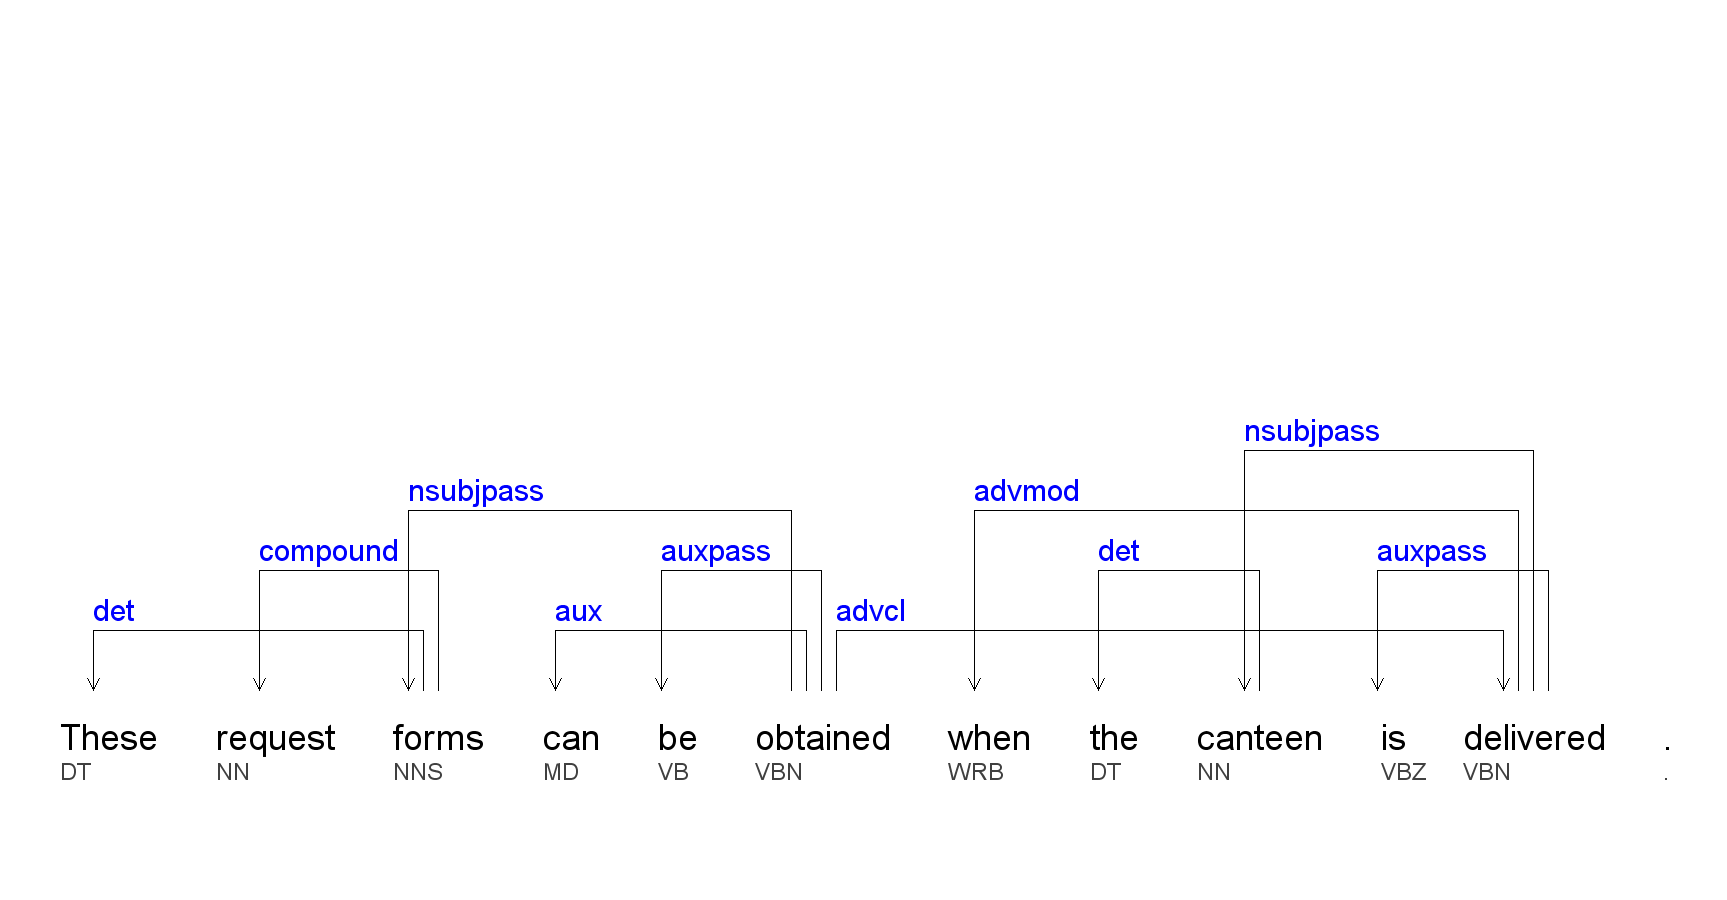 nsubjpass
nsubjpass advmod
compound auxpass det auxpass
det aux advcl
These request forms can be obtained when the canteen is delivered .
DT NN NNS MD VB VBN WRB DT NN VBZ VBN .